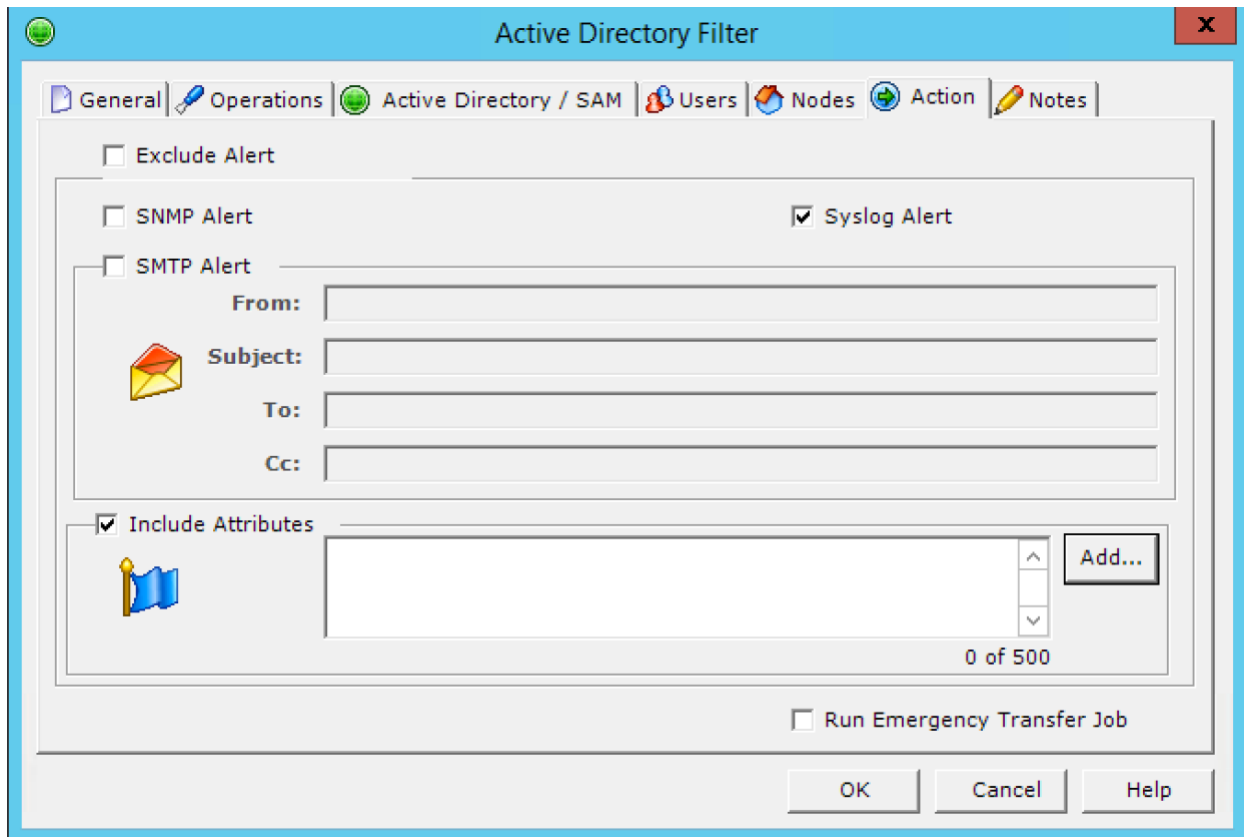 Active Directory Filter
X
General Operations Active Directory / SAM Users Nodes Action Notes
Exclude Alert
SNMP Alert Syslog Alert
SMTP Alert
From:
Subject:
To:
Cc:
Include Attributes
Add...
0 of 500
Run Emergency Transfer Job
OK Cancel Help